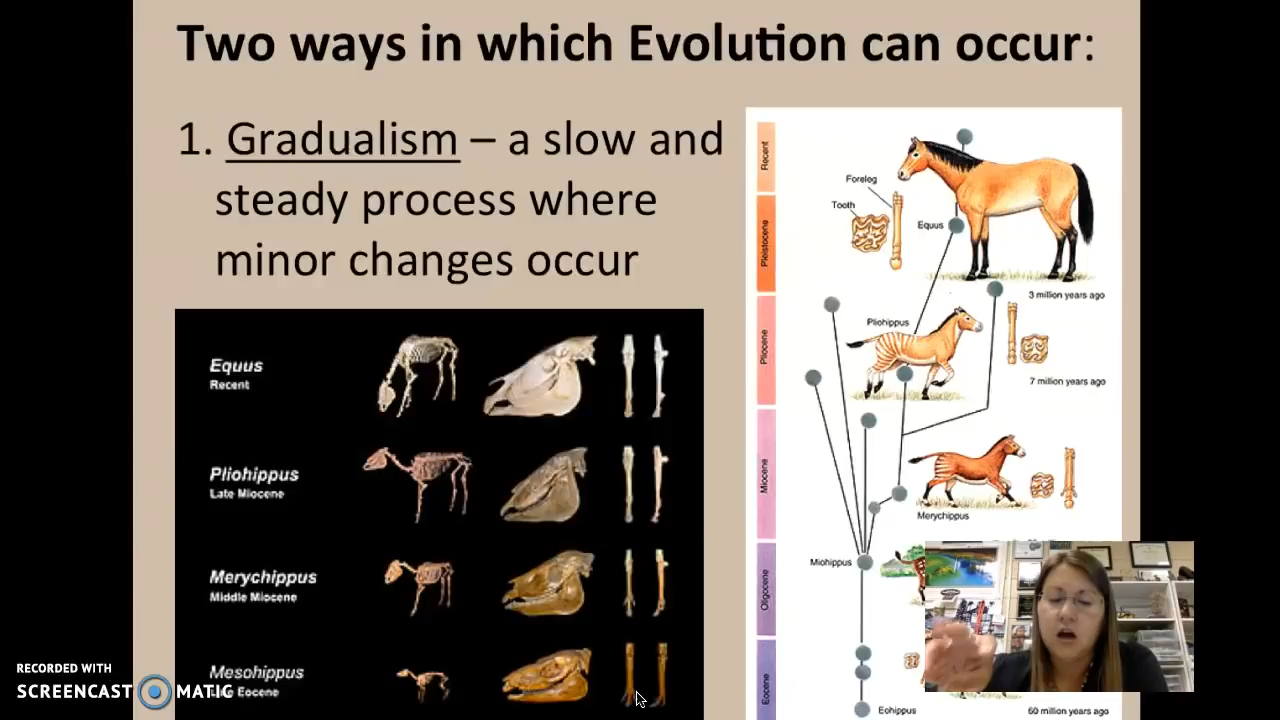 Two ways in which Evolution can occur:
1. Gradualism – a slow and
steady process where
minor changes occur
Equus
Recent
Pliohippus
Late Miocene
Merychippus
Middle Miocene
Mesohippus
Eocene
Recent
Pleistocene
Pliocene
Miocene
Oligocene
Eocene
Foreleg
Tooth
Equus
3 million years ago
Pliohippus
7 million years ago
Merychippus
Miohippus
Eohippus
60 million years ago
RECORDED WITH
SCREENCAST MATIC